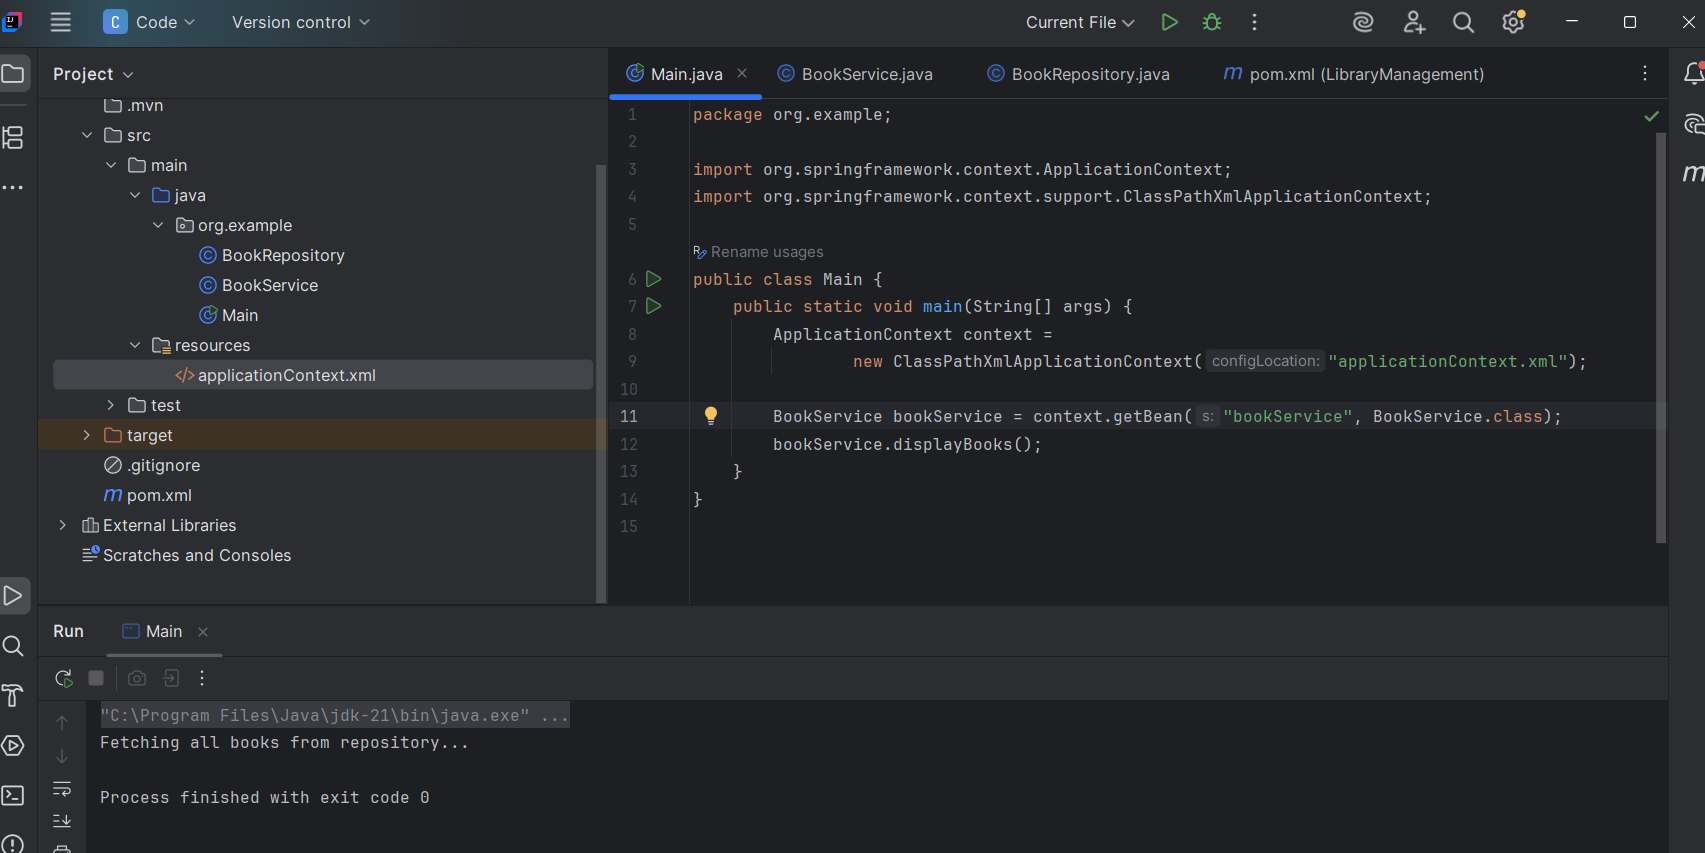 C Code Version control Current File
Project
.mvn
src
main
java
org.example
BookRepository
BookService
Main
resources
applicationContext.xml
test
target
.gitignore
pom.xml
External Libraries
Scratches and Consoles
Main.java BookService.java BookRepository.java pom.xml (LibraryManagement)
1 package org.example;
2
3 import org.springframework.context.ApplicationContext;
4 import org.springframework.context.support.ClassPathXmlApplicationContext;
5
Rename usages
6 public class Main {
7 public static void main(String[] args) {
8 ApplicationContext context =
9 new ClassPathXmlApplicationContext( configLocation: "applicationContext.xml");
10
11 BookService bookService = context.getBean( s: "bookService", BookService.class);
12 bookService.displayBooks();
13 }
14 }
15
Run Main
"C:\Program Files\Java\jdk-21\bin\java.exe" ...
Fetching all books from repository...
Process finished with exit code 0